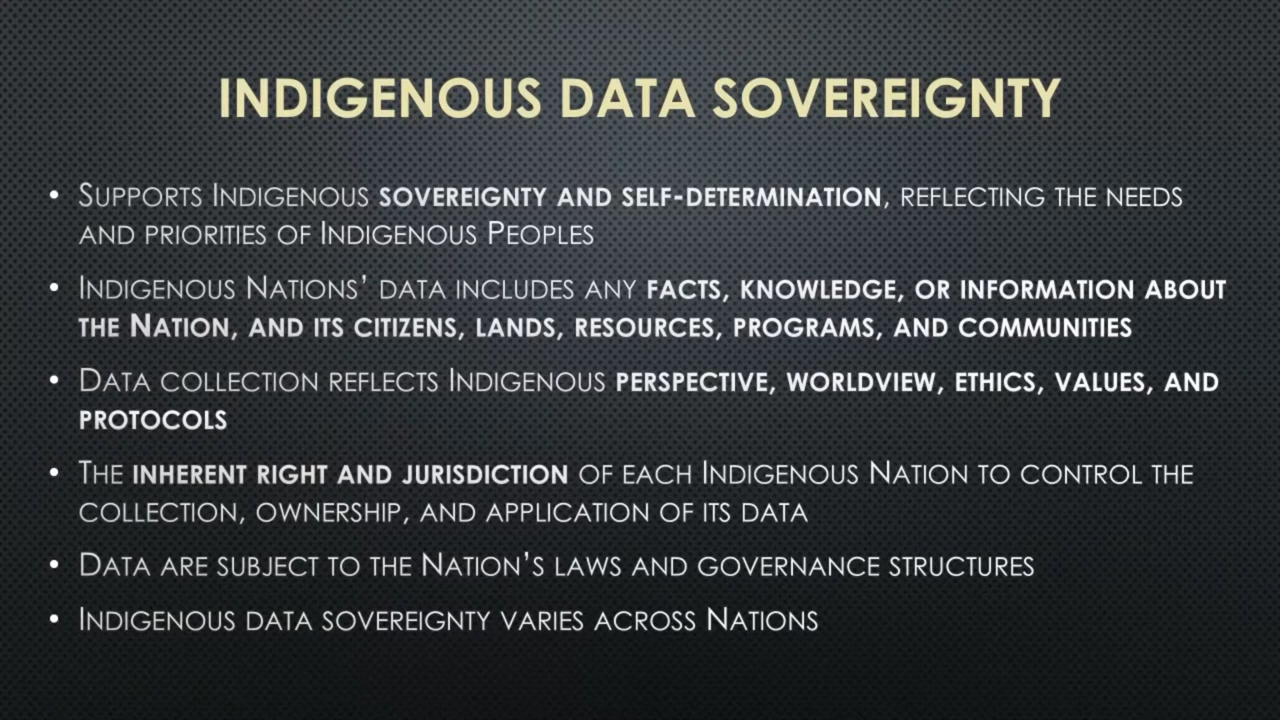 INDIGENOUS DATA SOVEREIGNTY
• Supports Indigenous sovereignty and self-determination, reflecting the needs
and priorities of Indigenous Peoples
• Indigenous Nations’ data includes any facts, knowledge, or information about
the Nation, and its citizens, lands, resources, programs, and communities
• Data collection reflects Indigenous perspective, worldview, ethics, values, and
protocols
• The inherent right and jurisdiction of each Indigenous Nation to control the
collection, ownership, and application of its data
• Data are subject to the Nation’s laws and governance structures
• Indigenous data sovereignty varies across Nations